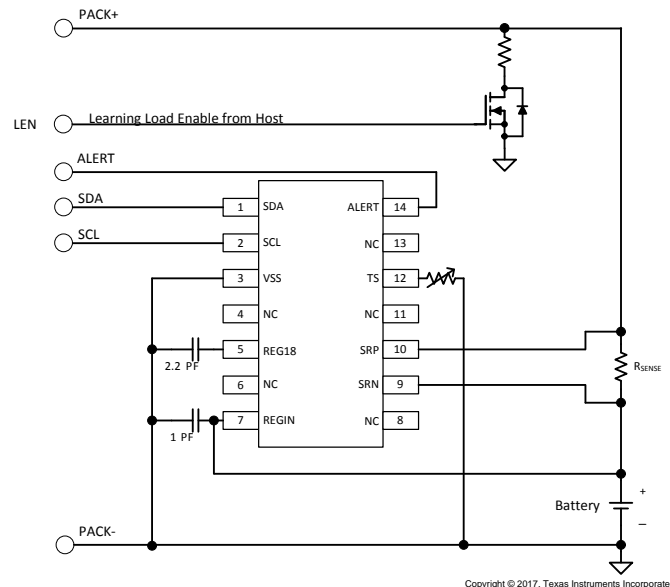 PACK+
LEN
Learning Load Enable from Host
ALERT
SDA
SCL
1 SDA
ALERT 14
2 SCL
NC 13
3 VSS
TS 12
4 NC
NC 11
5 REG18
SRP 10
2.2 PF
6 NC
SRN 9
7 REGIN
NC 8
1 PF
RSENSE
Battery
+
–
PACK-
Copyright © 2017, Texas Instruments Incorporate